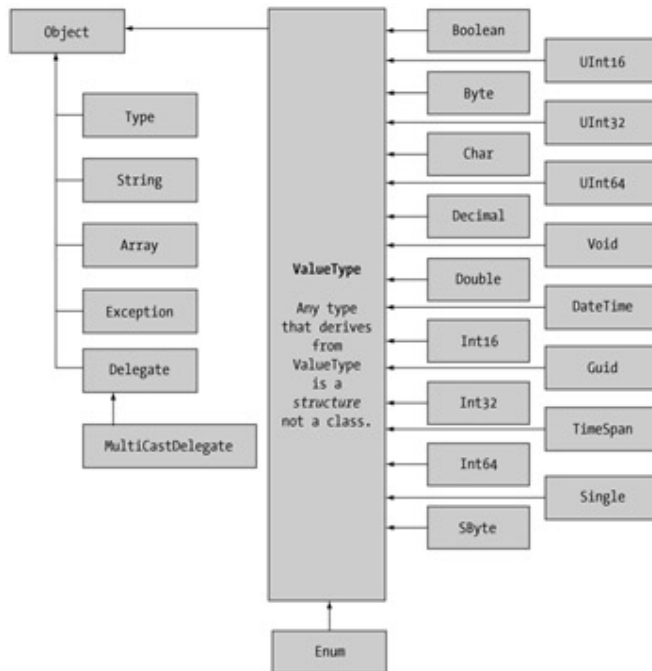 Object
Type
String
Array
Exception
Delegate
MultiCastDelegate
ValueType
Any type
that derives
from
ValueType
is a
structure
not a class.
Enum
Boolean
UInt16
Byte
UInt32
Char
UInt64
Decimal
Void
Double
DateTime
Int16
Guid
Int32
TimeSpan
Int64
Single
SByte